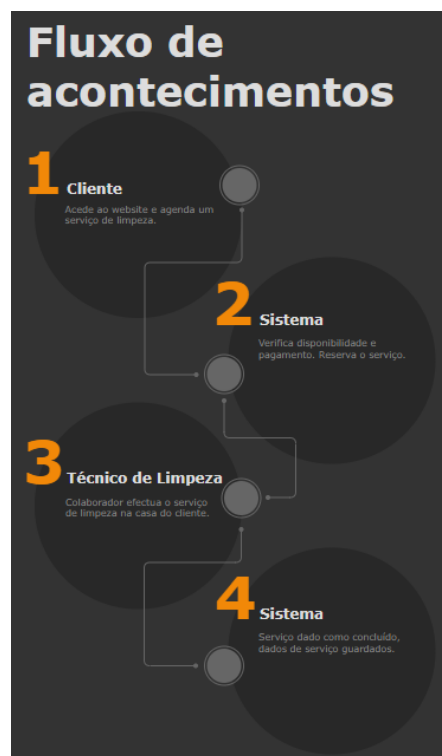 Fluxo de
acontecimentos
1
Cliente
Acede ao website e agenda um
serviço de limpeza.
2
Sistema
Verifica disponibilidade e
pagamento. Reserva o serviço.
3
Técnico de Limpeza
Colaborador efectua o serviço
de limpeza na casa do cliente.
4
Sistema
Serviço dado como concluído,
dados de serviço guardados.